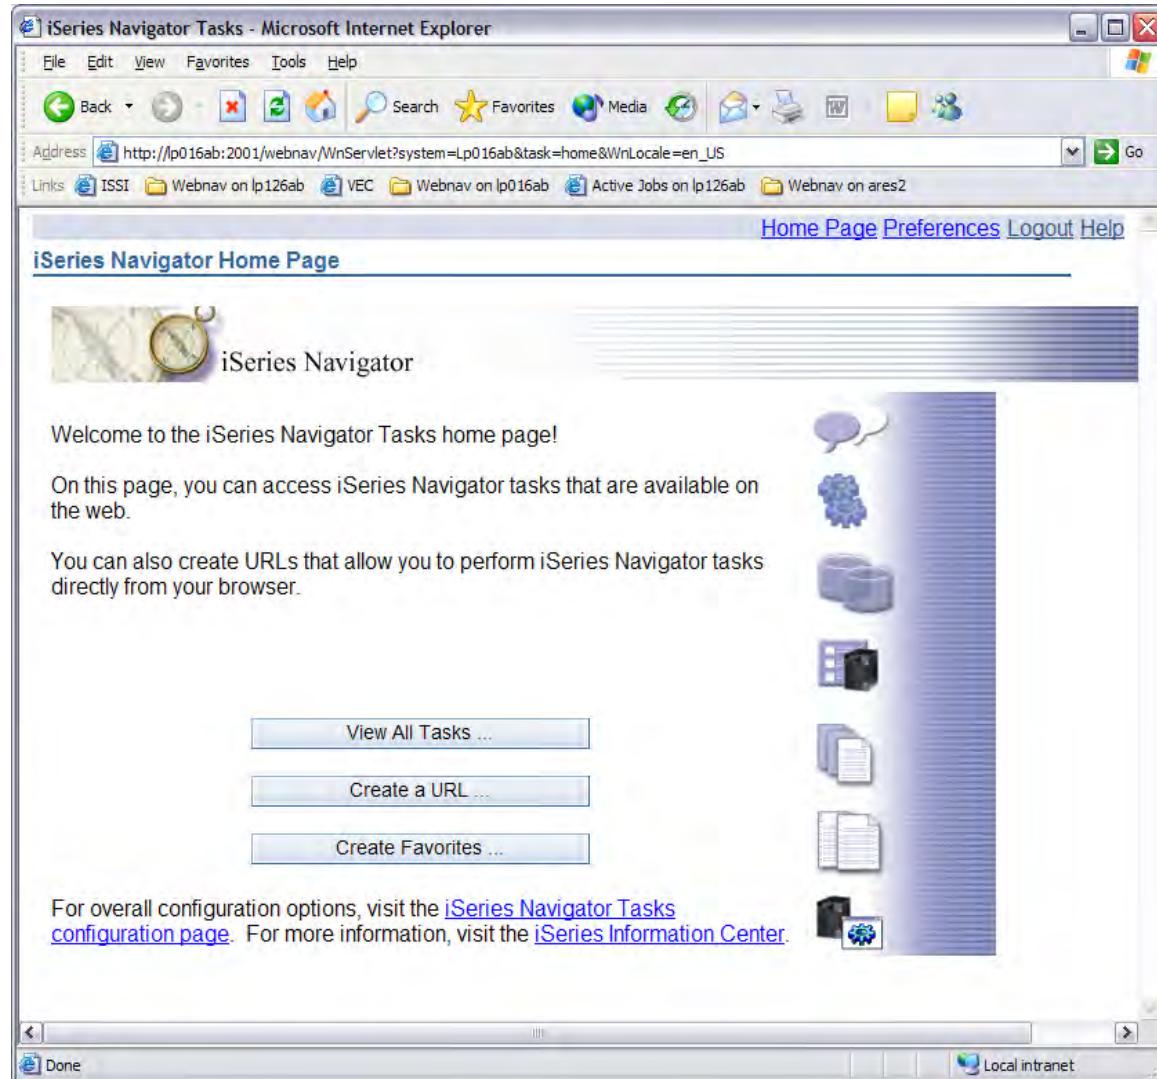 iSeries Navigator Tasks - Microsoft Internet Explorer
File Edit View Favorites Tools Help
Back Search Favorites Media
Address http://lp016ab:2001/webnav/WnServlet?system=Lp016ab&task=home&WnLocale=en_US Go
Links ISSI Webnav on lp126ab VEC Webnav on lp016ab Active Jobs on lp126ab Webnav on ares2
Home Page Preferences Logout Help
iSeries Navigator Home Page
iSeries Navigator
Welcome to the iSeries Navigator Tasks home page!
On this page, you can access iSeries Navigator tasks that are available on
the web.
You can also create URLs that allow you to perform iSeries Navigator tasks
directly from your browser.
View All Tasks ...
Create a URL ...
Create Favorites ...
For overall configuration options, visit the iSeries Navigator Tasks
configuration page. For more information, visit the iSeries Information Center.
Done Local intranet